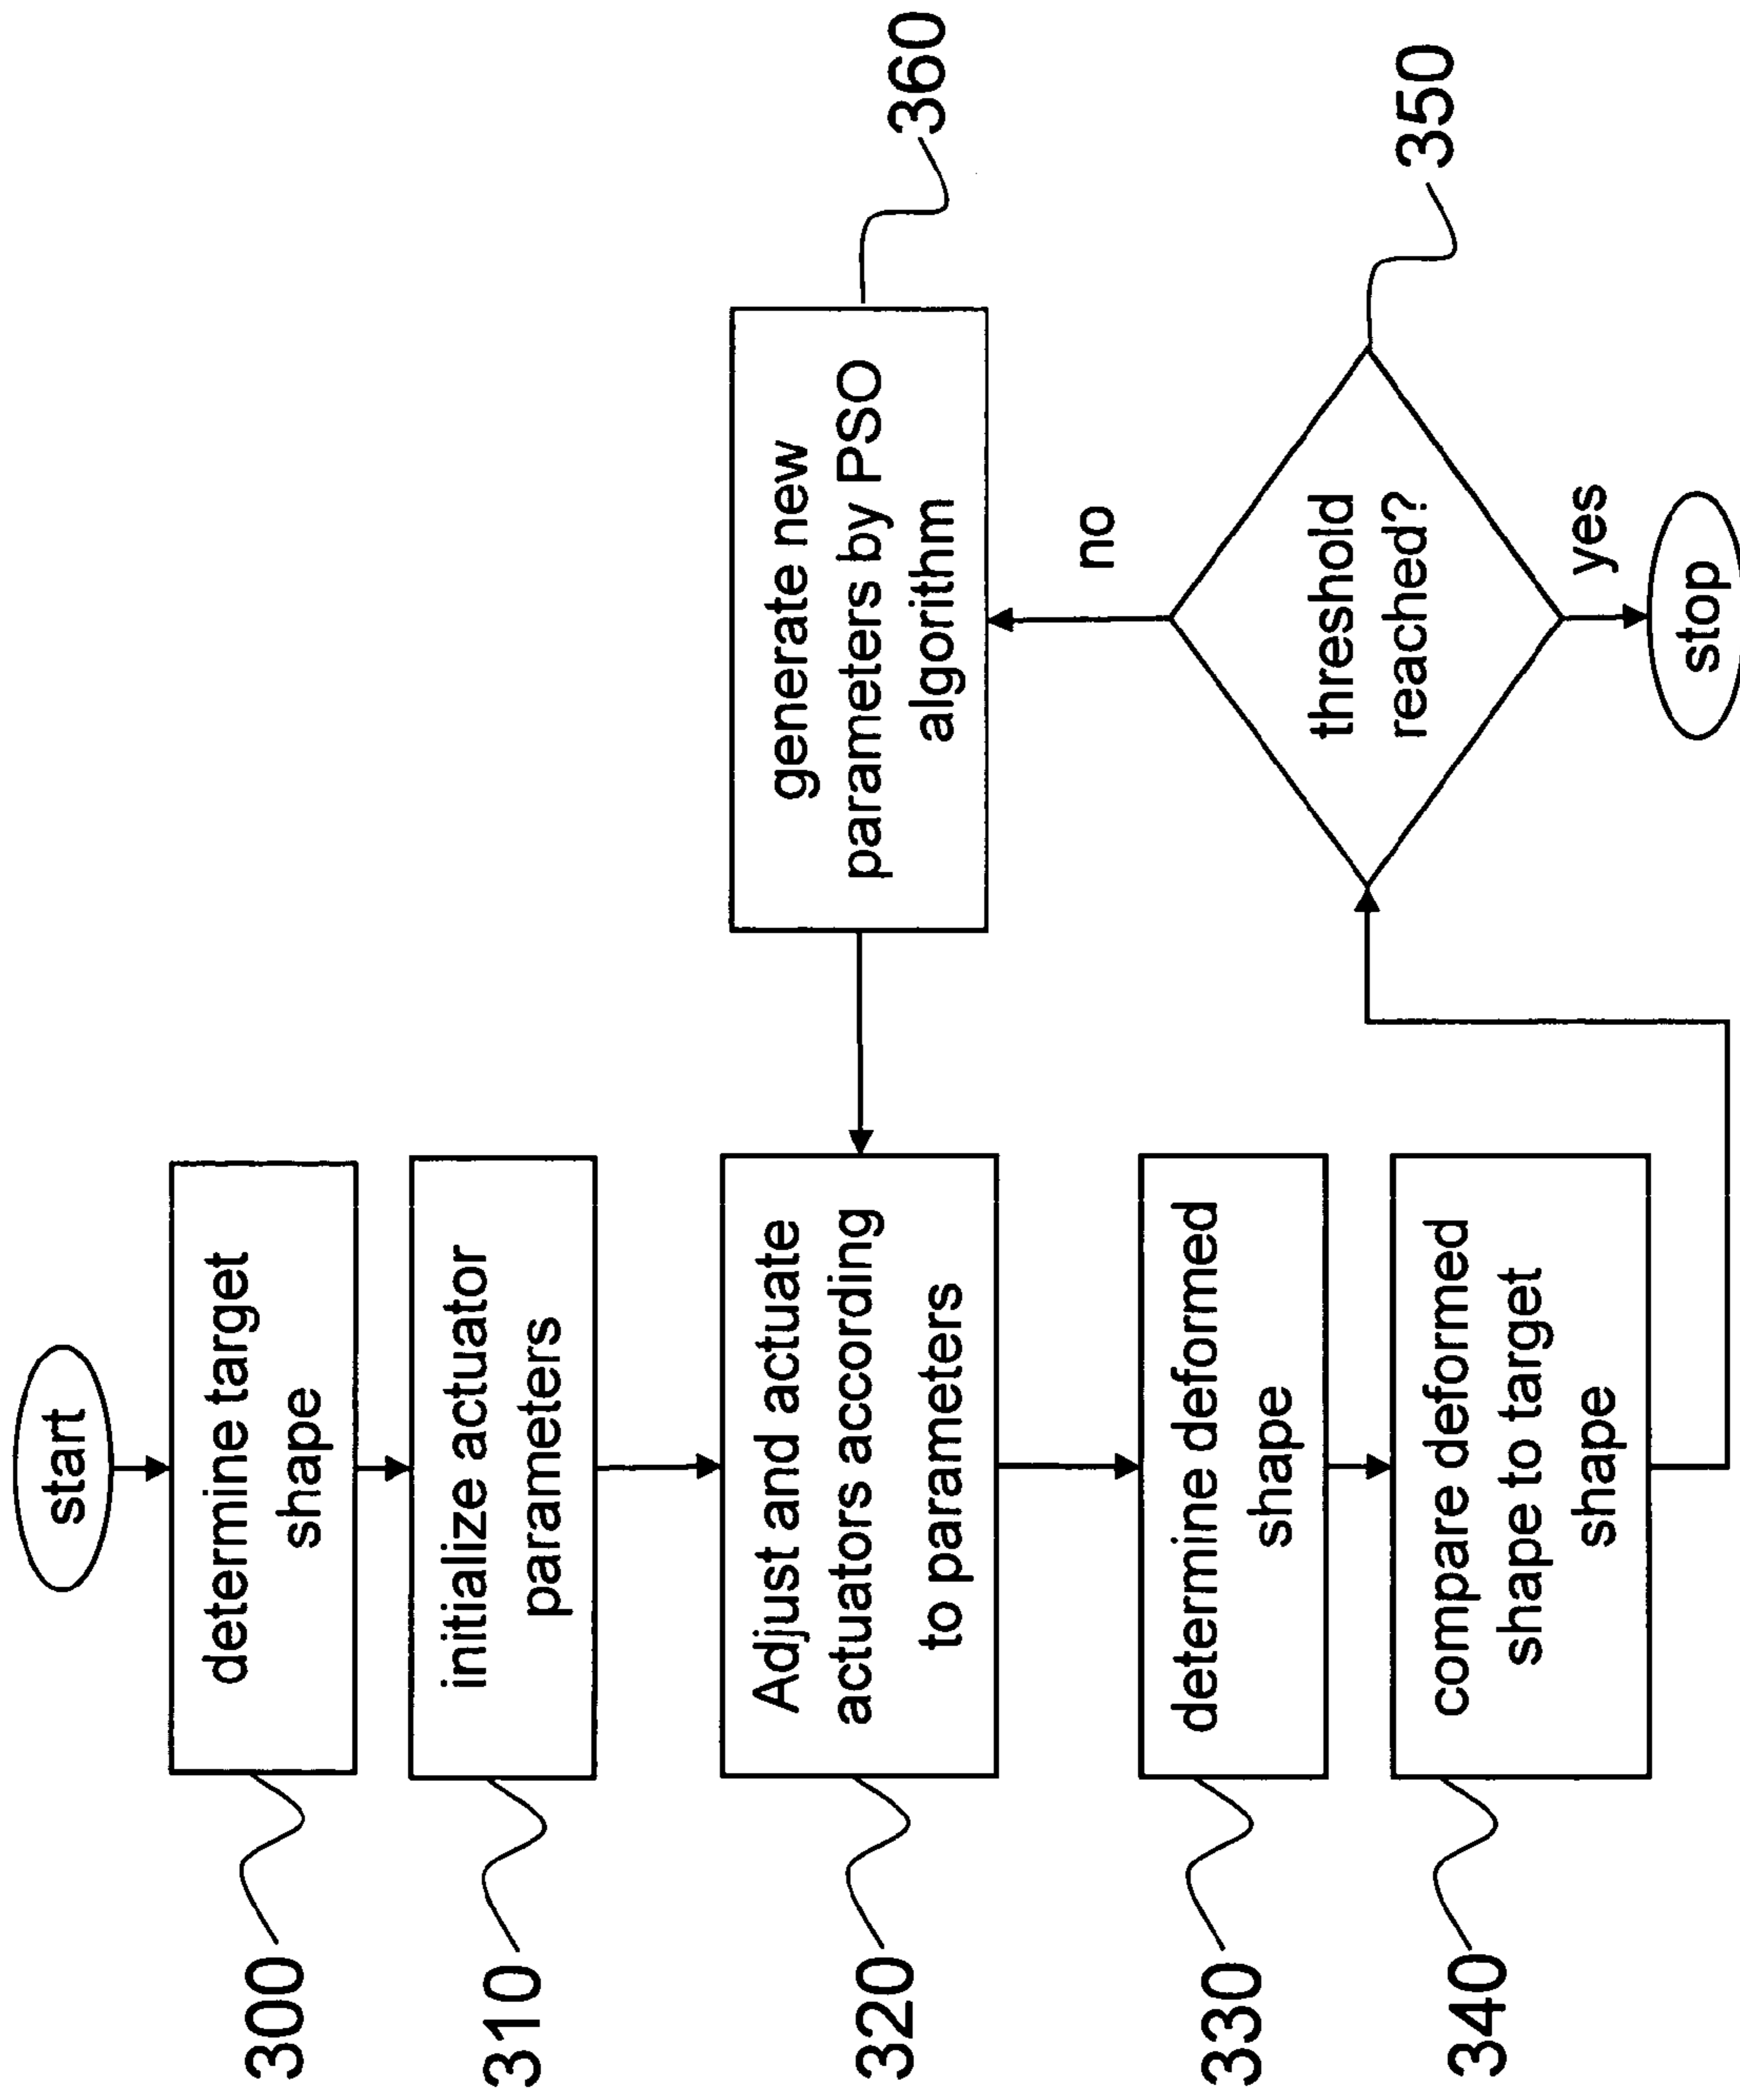 start
300
determine target
shape
310
initialize actuator
parameters
320
Adjust and actuate
actuators according
to parameters
330
determine deformed
shape
340
compare deformed
shape to target
shape
generate new
parameters by PSO
algorithm
360
no
threshold
reached?
350
yes
stop